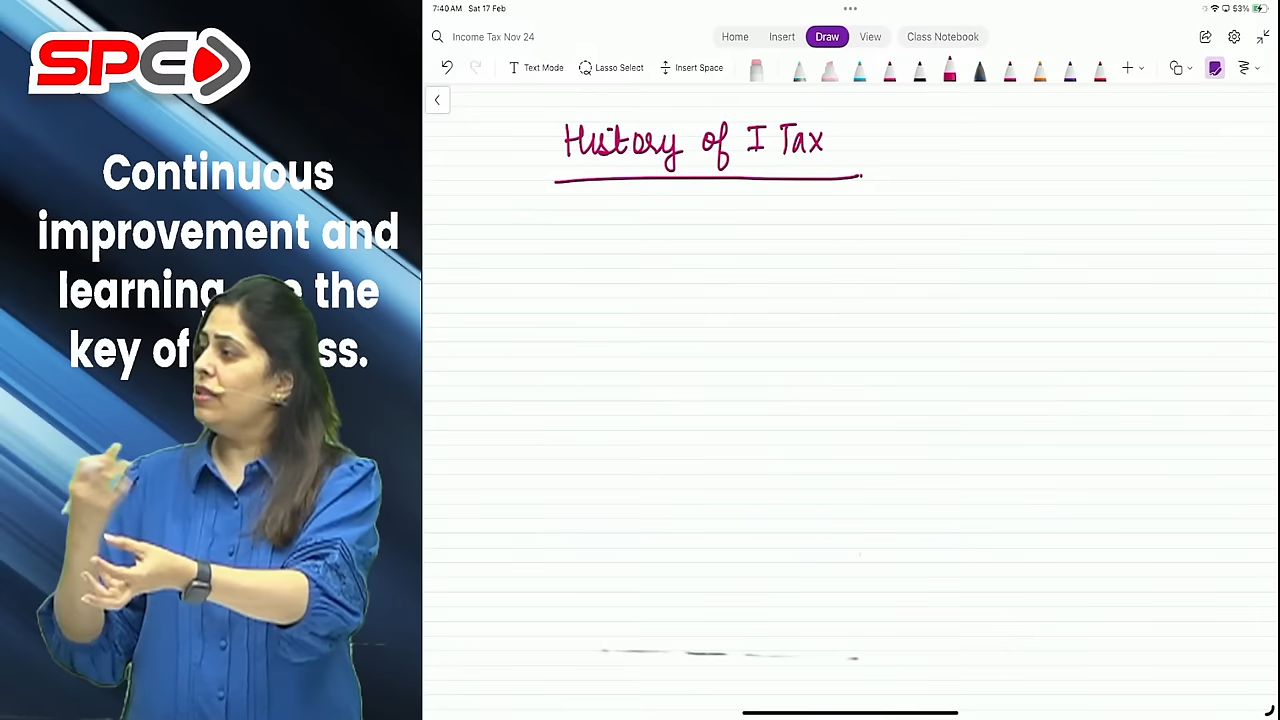 7:40 AM Sat 17 Feb
53%
Income Tax Nov 24
Home Insert Draw View Class Notebook
Text Mode Lasso Select Insert Space
SPE
Continuous
improvement and
learning the
key of ss.
History of I Tax